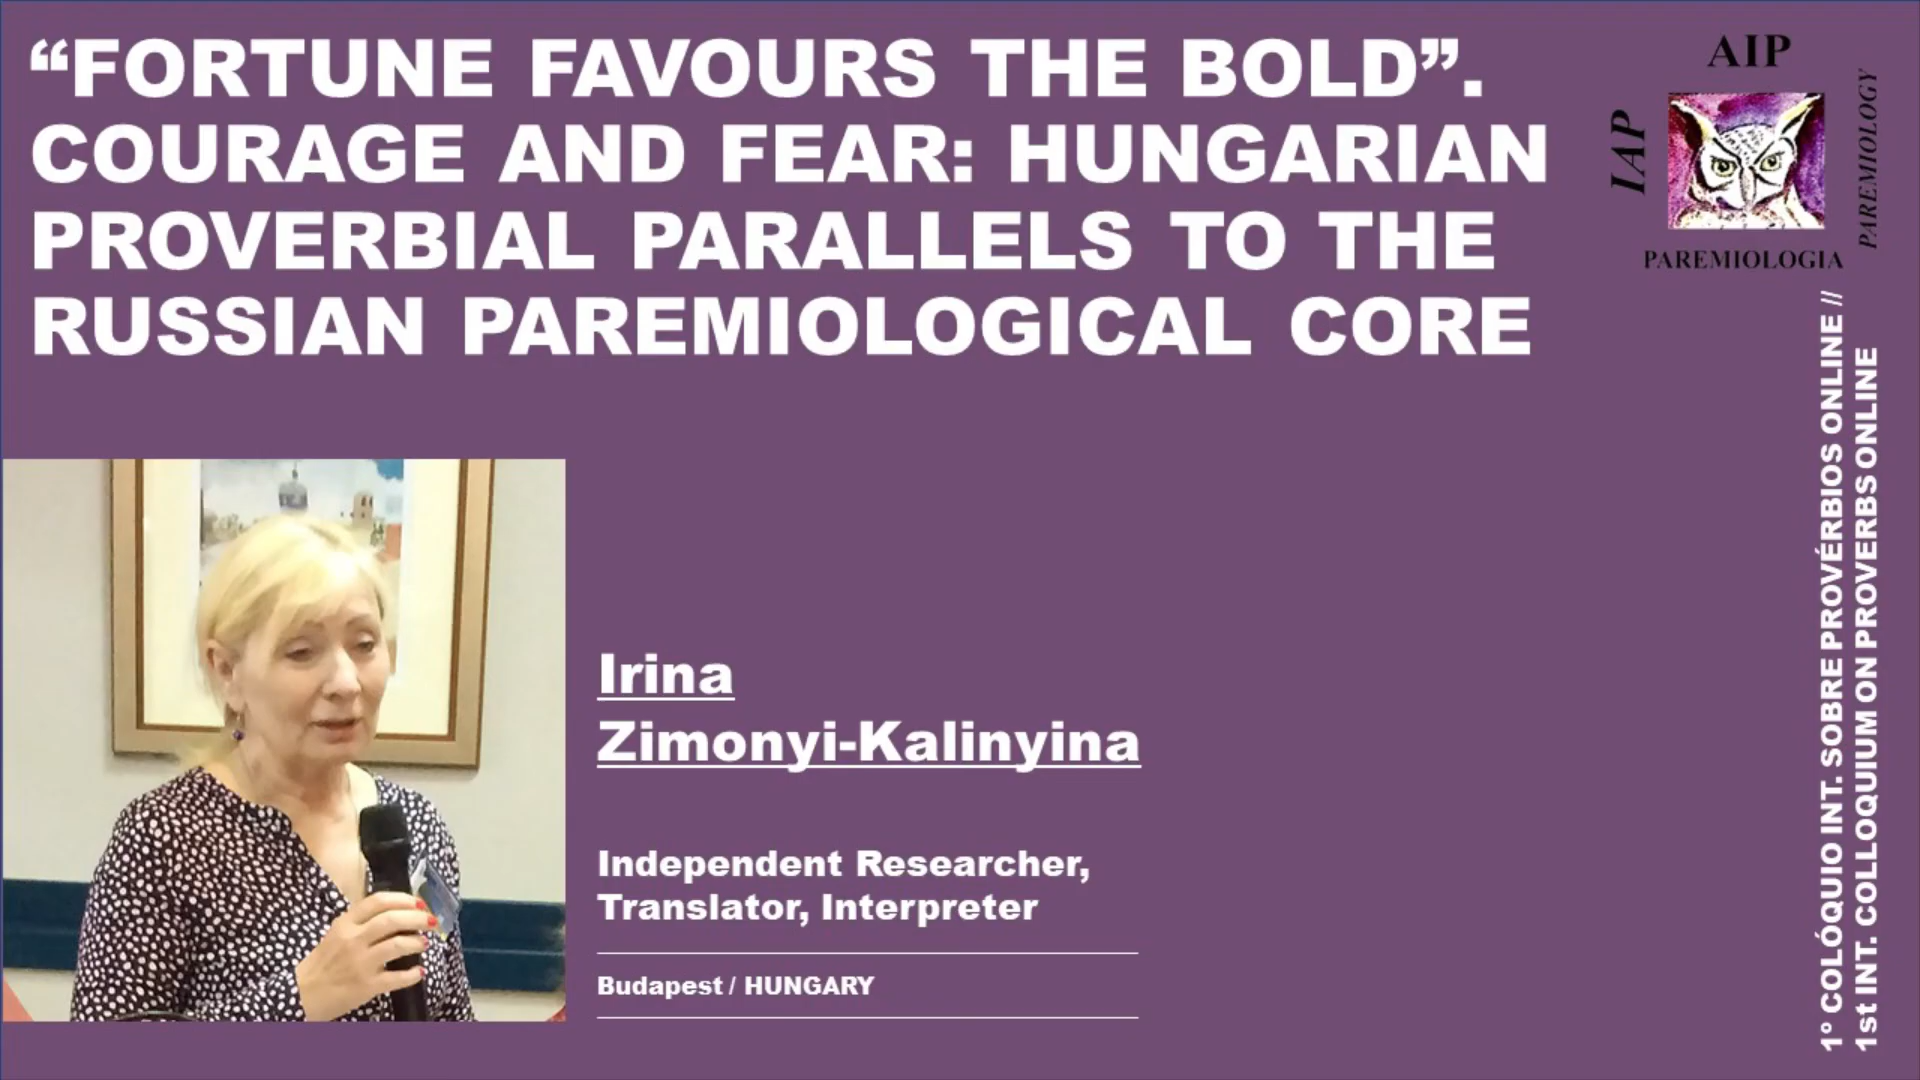 “FORTUNE FAVOURS THE BOLD”.
COURAGE AND FEAR: HUNGARIAN
PROVERBIAL PARALLELS TO THE
RUSSIAN PAREMIOLOGICAL CORE
AIP
IAP
PAREMIOLOGY
PAREMIOLOGIA
1º COLÓQUIO INT. SOBRE PROVÉRBIOS ONLINE //
1st INT. COLLOQUIUM ON PROVERBS ONLINE
Irina
Zimonyi-Kalinyina
Independent Researcher,
Translator, Interpreter
Budapest / HUNGARY